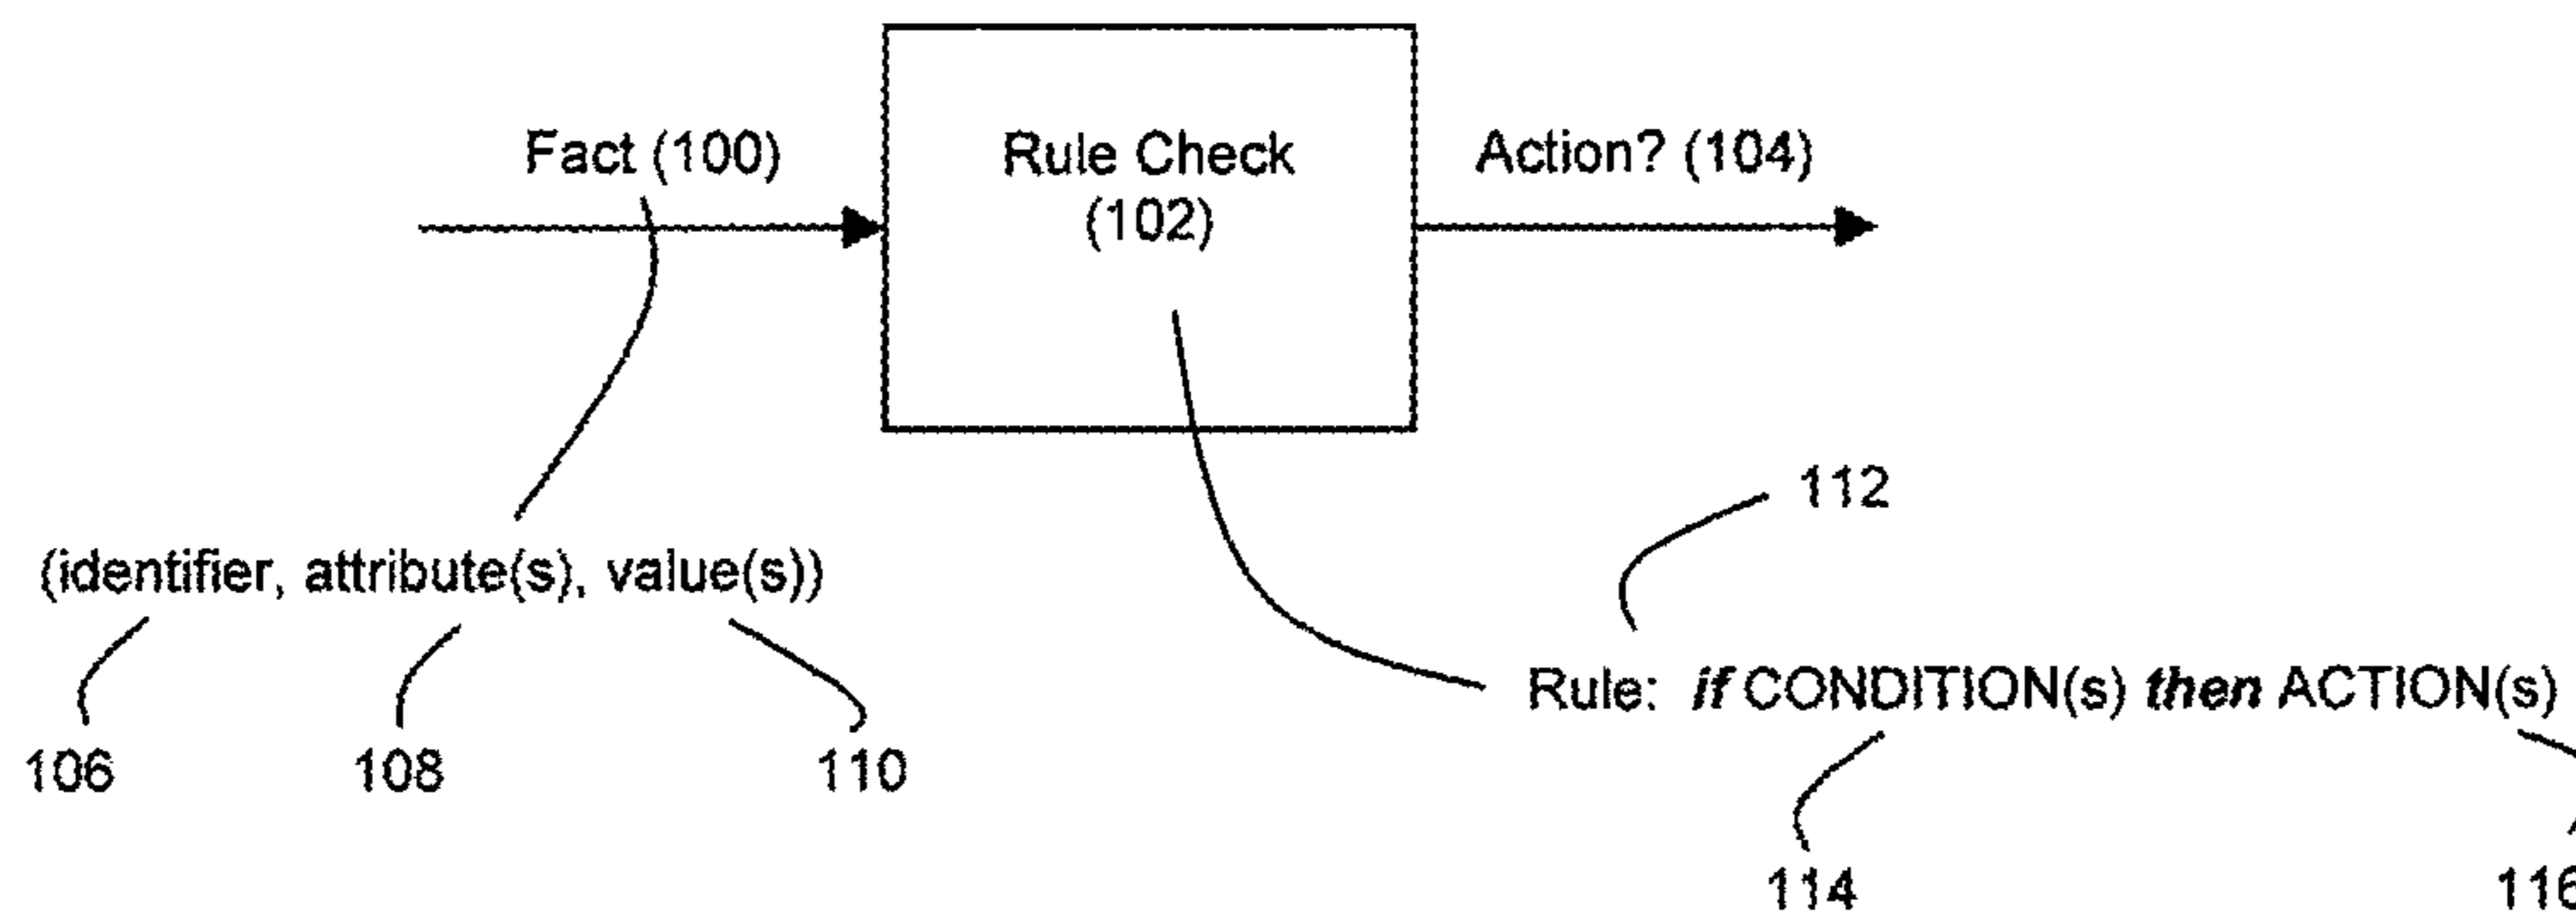 Fact (100)
Rule Check
(102)
Action? (104)
112
(identifier, attribute(s), value(s))
Rule: if CONDITION(s) then ACTION(s)
106
108
110
114
116